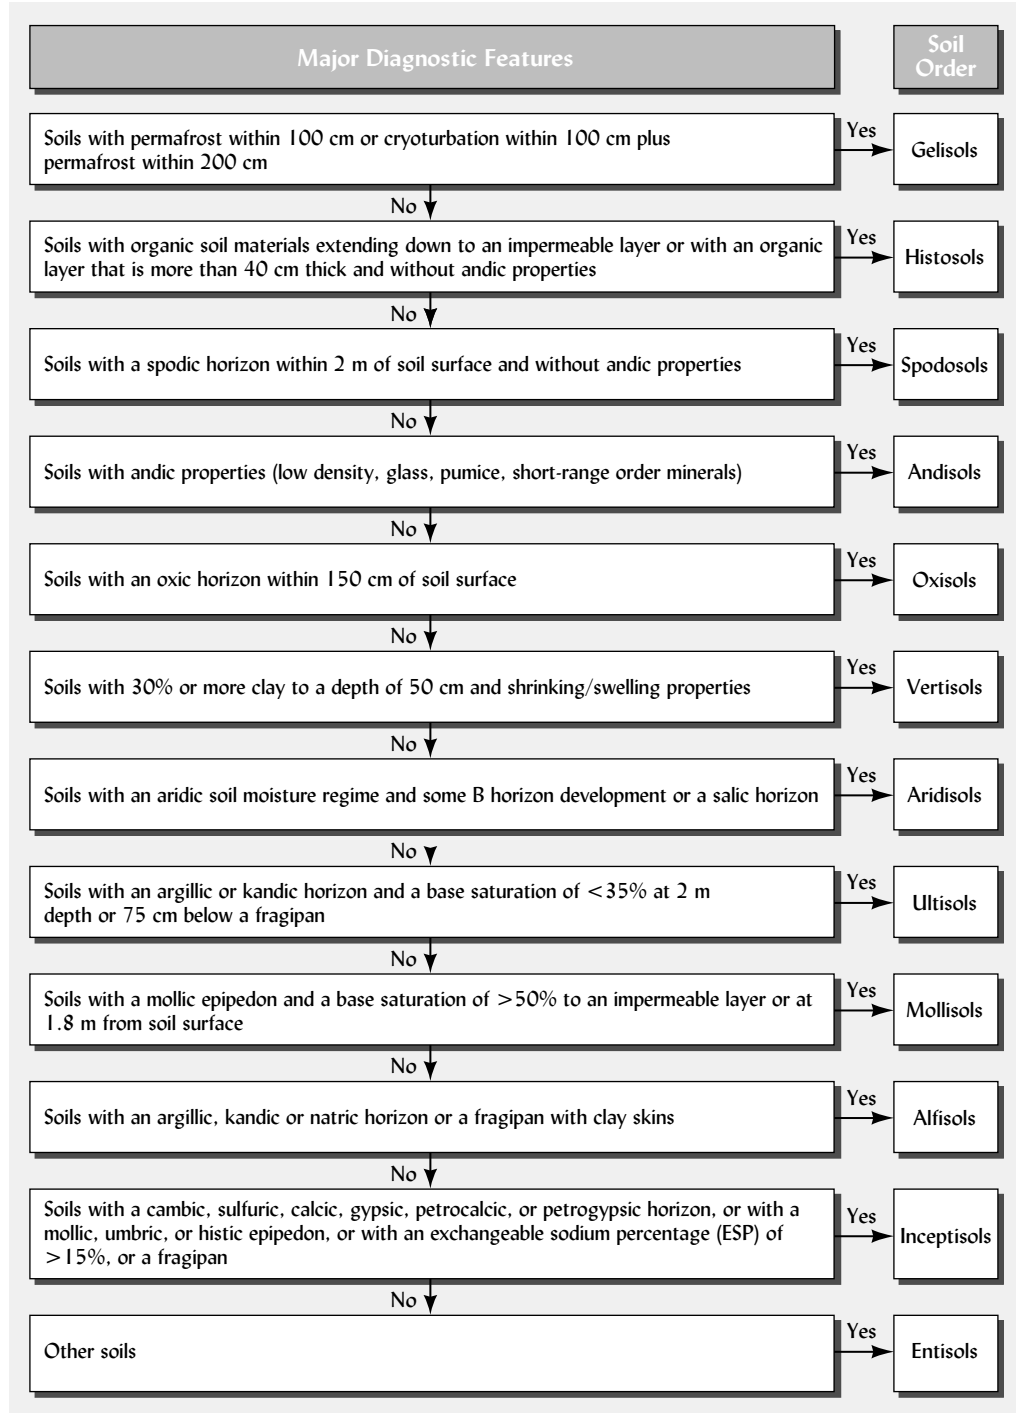 Major Diagnostic Features
Soil
Order
Soils with permafrost within 100 cm or cryoturbation within 100 cm plus
permafrost within 200 cm
Yes
Gelisols
No
Soils with organic soil materials extending down to an impermeable layer or with an organic
layer that is more than 40 cm thick and without andic properties
Yes
Histosols
No
Soils with a spodic horizon within 2 m of soil surface and without andic properties
Yes
Spodosols
No
Soils with andic properties (low density, glass, pumice, short-range order minerals)
Yes
Andisols
No
Soils with an oxic horizon within 150 cm of soil surface
Yes
Oxisols
No
Soils with 30% or more clay to a depth of 50 cm and shrinking/swelling properties
Yes
Vertisols
No
Soils with an aridic soil moisture regime and some B horizon development or a salic horizon
Yes
Aridisols
No
Soils with an argillic or kandic horizon and a base saturation of <35% at 2 m
depth or 75 cm below a fragipan
Yes
Ultisols
No
Soils with a mollic epipedon and a base saturation of >50% to an impermeable layer or at
1.8 m from soil surface
Yes
Mollisols
No
Soils with an argillic, kandic or natric horizon or a fragipan with clay skins
Yes
Alfisols
No
Soils with a cambic, sulfuric, calcic, gypsic, petrocalcic, or petrogypsic horizon, or with a
mollic, umbric, or histic epipedon, or with an exchangeable sodium percentage (ESP) of
>15%, or a fragipan
Yes
Inceptisols
No
Other soils
Yes
Entisols